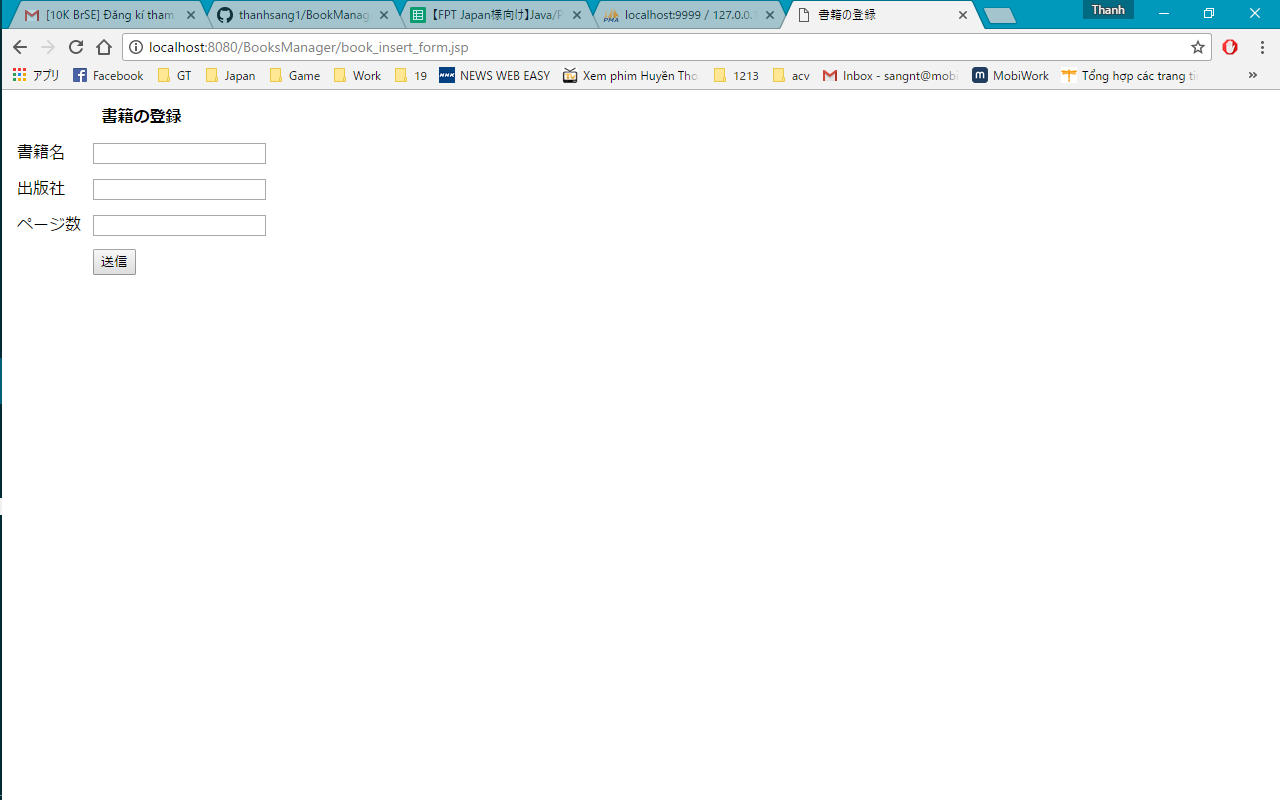 [10K BrSE] Đăng kí tham
thanhsang1/BookManag
【FPT Japan様向け】Java/P
localhost:9999 / 127.0.0.
書籍の登録
Thanh
localhost:8080/BooksManager/book_insert_form.jsp
アプリ
Facebook
GT
Japan
Game
Work
19
NHK
NEWS WEB EASY
Xem phim Huyền Tho
1213
acv
Inbox - sangnt@mobi
m
MobiWork
Tổng hợp các trang ti
»
書籍の登録
書籍名
出版社
ページ数
送信